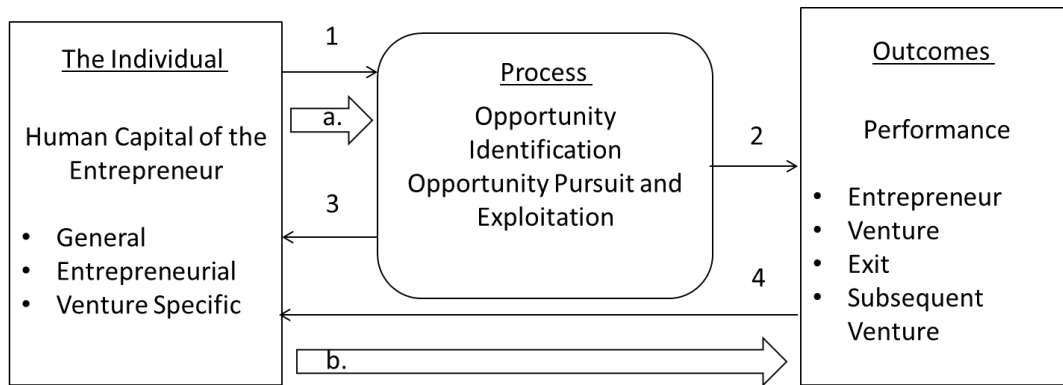 The Individual
Human Capital of the
Entrepreneur
• General
• Entrepreneurial
• Venture Specific
1
a.
3
Process
Opportunity
Identification
Opportunity Pursuit and
Exploitation
2
4
b.
Outcomes
Performance
• Entrepreneur
• Venture
• Exit
• Subsequent
Venture